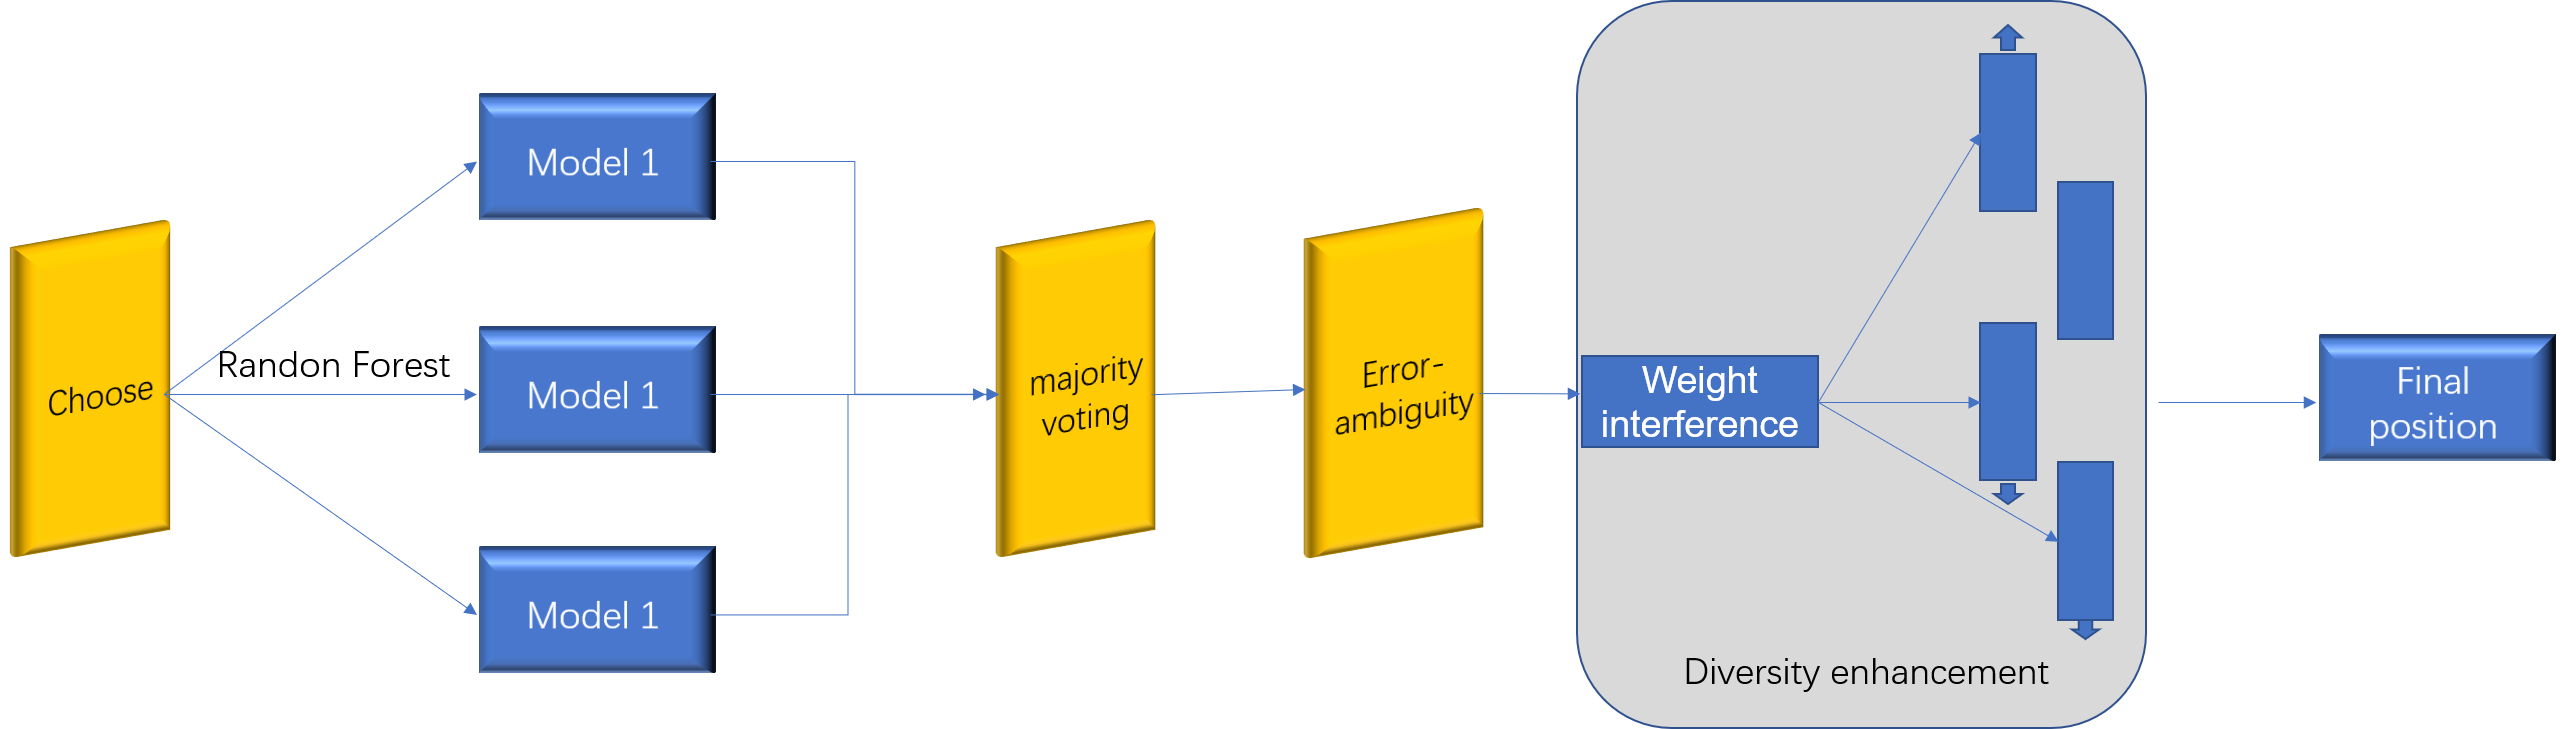 Choose
Randon Forest
Model 1
Model 1
Model 1
majority
voting
Error-
ambiguity
Weight
interference
Diversity enhancement
Final
position